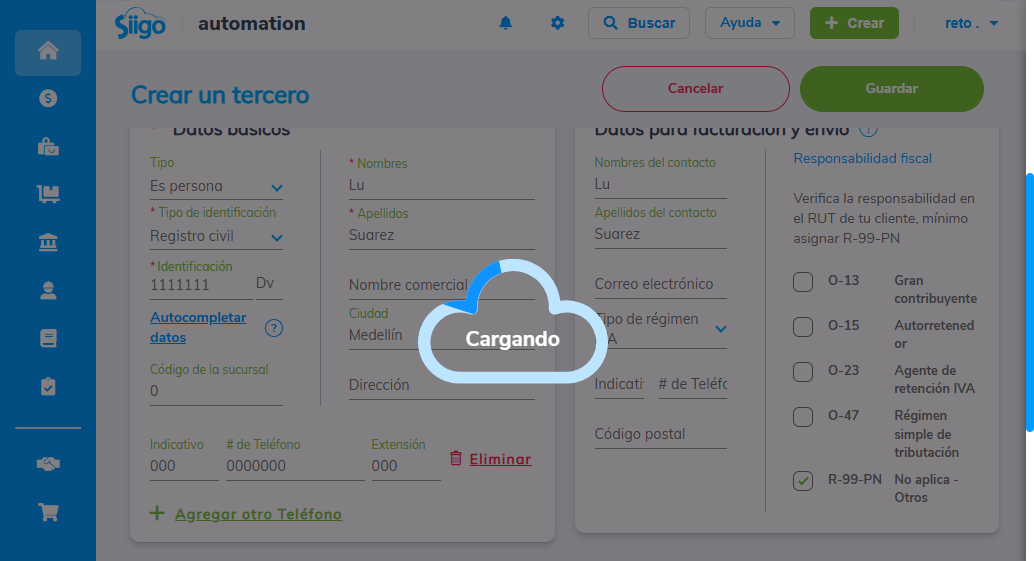 Siigo
automation
Buscar
Ayuda
Crear
reto .
Crear un tercero
Cancelar
Guardar
Datos básicos
Tipo
Es persona
* Tipo de identificación
Registro civil
* Identificación
1111111
Dv
Autocompletar
datos
?
Código de la sucursal
0
* Nombres
Lu
* Apellidos
Suarez
Nombre comercial
Ciudad
Medellín
Dirección
Indicativo
000
# de Teléfono
0000000
Extensión
000
Eliminar
Agregar otro Teléfono
Cargando
Datos para facturación y envío
Nombres del contacto
Lu
Apellidos del contacto
Suarez
Correo electrónico
Tipo de régimen
IVA
Indicati
# de Teléfo
Código postal
Responsabilidad fiscal
Verifica la responsabilidad en
el RUT de tu cliente, mínimo
asignar R-99-PN
O-13 Gran
contribuyente
O-15 Autorretened
or
O-23 Agente de
retención IVA
O-47 Régimen
simple de
tributación
R-99-PN No aplica -
Otros